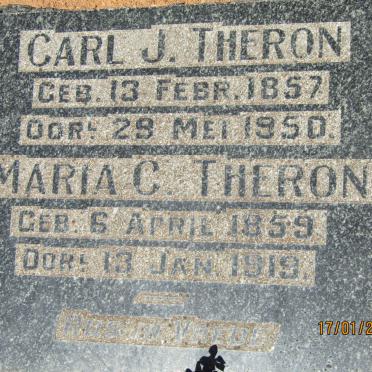 CARL J. THERON
GEB. 13 FEBR. 1857.
OORL 29 MEI 1950.
MARIA C. THERON
GEB: 6 APRIL 1859
OORL 13 JAN. 1919.
17/01/2